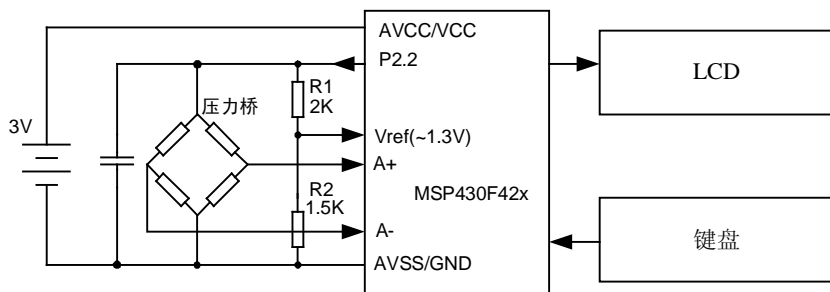 AVCC/VCC
P2.2
LCD
R1
2K
压力桥
3V
Vref(~1.3V)
A+
R2
1.5K
MSP430F42x
A-
键盘
AVSS/GND